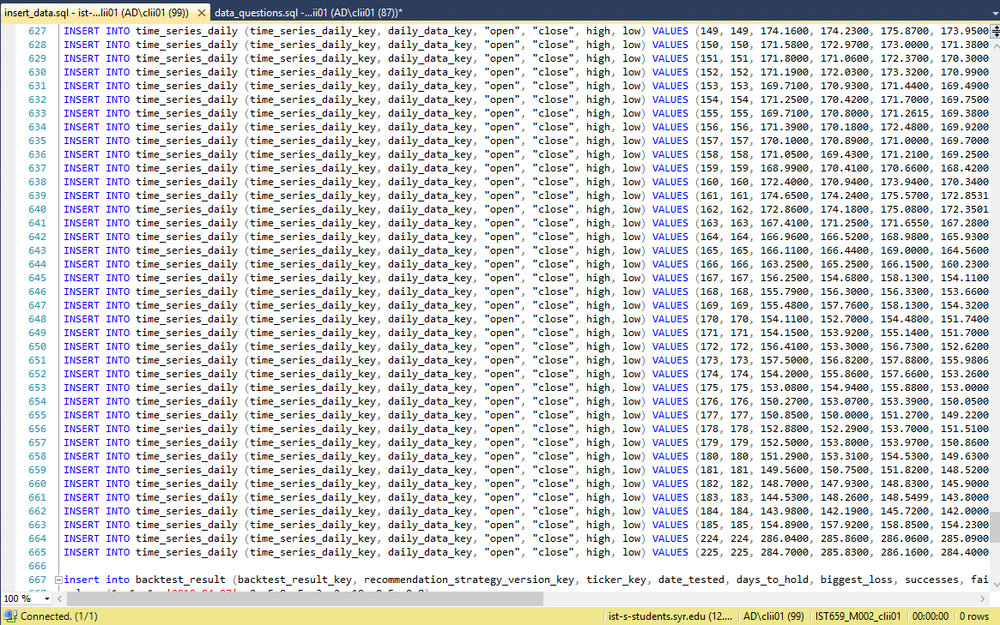 insert_data.sql - ist-...lii01 (AD\clii01 (99)) data_questions.sql -...ii01 (AD\clii01 (87))*
627 INSERT INTO time_series_daily (time_series_daily_key, daily_data_key, "open", "close", high, low) VALUES (149, 149, 174.1600, 174.2300, 175.8700, 173.9500
628 INSERT INTO time_series_daily (time_series_daily_key, daily_data_key, "open", "close", high, low) VALUES (150, 150, 171.5800, 172.9700, 173.0000, 171.3800
629 INSERT INTO time_series_daily (time_series_daily_key, daily_data_key, "open", "close", high, low) VALUES (151, 151, 171.8000, 171.0600, 172.3700, 170.3000
630 INSERT INTO time_series_daily (time_series_daily_key, daily_data_key, "open", "close", high, low) VALUES (152, 152, 171.1900, 172.0300, 173.3200, 170.9900
631 INSERT INTO time_series_daily (time_series_daily_key, daily_data_key, "open", "close", high, low) VALUES (153, 153, 169.7100, 170.9300, 171.4400, 169.4900
632 INSERT INTO time_series_daily (time_series_daily_key, daily_data_key, "open", "close", high, low) VALUES (154, 154, 171.2500, 170.4200, 171.7000, 169.7500
633 INSERT INTO time_series_daily (time_series_daily_key, daily_data_key, "open", "close", high, low) VALUES (155, 155, 169.7100, 170.8000, 171.2615, 169.3800
634 INSERT INTO time_series_daily (time_series_daily_key, daily_data_key, "open", "close", high, low) VALUES (156, 156, 171.3900, 170.1800, 172.4800, 169.9200
635 INSERT INTO time_series_daily (time_series_daily_key, daily_data_key, "open", "close", high, low) VALUES (157, 157, 170.1000, 170.8900, 171.0000, 169.7000
636 INSERT INTO time_series_daily (time_series_daily_key, daily_data_key, "open", "close", high, low) VALUES (158, 158, 171.0500, 169.4300, 171.2100, 169.2500
637 INSERT INTO time_series_daily (time_series_daily_key, daily_data_key, "open", "close", high, low) VALUES (159, 159, 168.9900, 170.4100, 170.6600, 168.4200
638 INSERT INTO time_series_daily (time_series_daily_key, daily_data_key, "open", "close", high, low) VALUES (160, 160, 172.4000, 170.9400, 173.9400, 170.3400
639 INSERT INTO time_series_daily (time_series_daily_key, daily_data_key, "open", "close", high, low) VALUES (161, 161, 174.6500, 174.2400, 175.5700, 172.8531
640 INSERT INTO time_series_daily (time_series_daily_key, daily_data_key, "open", "close", high, low) VALUES (162, 162, 172.8600, 174.1800, 175.0800, 172.3501
641 INSERT INTO time_series_daily (time_series_daily_key, daily_data_key, "open", "close", high, low) VALUES (163, 163, 167.4100, 171.2500, 171.6550, 167.2800
642 INSERT INTO time_series_daily (time_series_daily_key, daily_data_key, "open", "close", high, low) VALUES (164, 164, 166.9600, 166.5200, 168.9800, 165.9300
643 INSERT INTO time_series_daily (time_series_daily_key, daily_data_key, "open", "close", high, low) VALUES (165, 165, 166.1100, 166.4400, 169.0000, 164.5600
644 INSERT INTO time_series_daily (time_series_daily_key, daily_data_key, "open", "close", high, low) VALUES (166, 166, 163.2500, 165.2500, 166.1500, 160.2300
645 INSERT INTO time_series_daily (time_series_daily_key, daily_data_key, "open", "close", high, low) VALUES (167, 167, 156.2500, 154.6800, 158.1300, 154.1100
646 INSERT INTO time_series_daily (time_series_daily_key, daily_data_key, "open", "close", high, low) VALUES (168, 168, 155.7900, 156.3000, 156.3300, 153.6600
647 INSERT INTO time_series_daily (time_series_daily_key, daily_data_key, "open", "close", high, low) VALUES (169, 169, 155.4800, 157.7600, 158.1300, 154.3200
648 INSERT INTO time_series_daily (time_series_daily_key, daily_data_key, "open", "close", high, low) VALUES (170, 170, 154.1100, 152.7000, 154.4800, 151.7400
649 INSERT INTO time_series_daily (time_series_daily_key, daily_data_key, "open", "close", high, low) VALUES (171, 171, 154.1500, 153.9200, 155.1400, 151.7000
650 INSERT INTO time_series_daily (time_series_daily_key, daily_data_key, "open", "close", high, low) VALUES (172, 172, 156.4100, 153.3000, 156.7300, 152.6200
651 INSERT INTO time_series_daily (time_series_daily_key, daily_data_key, "open", "close", high, low) VALUES (173, 173, 157.5000, 156.8200, 157.8800, 155.9806
652 INSERT INTO time_series_daily (time_series_daily_key, daily_data_key, "open", "close", high, low) VALUES (174, 174, 154.2000, 155.8600, 157.6600, 153.2600
653 INSERT INTO time_series_daily (time_series_daily_key, daily_data_key, "open", "close", high, low) VALUES (175, 175, 153.0800, 154.9400, 155.8800, 153.0000
654 INSERT INTO time_series_daily (time_series_daily_key, daily_data_key, "open", "close", high, low) VALUES (176, 176, 150.2700, 153.0700, 153.3900, 150.0500
655 INSERT INTO time_series_daily (time_series_daily_key, daily_data_key, "open", "close", high, low) VALUES (177, 177, 150.8500, 150.0000, 151.2700, 149.2200
656 INSERT INTO time_series_daily (time_series_daily_key, daily_data_key, "open", "close", high, low) VALUES (178, 178, 152.8800, 152.2900, 153.7000, 151.5100
657 INSERT INTO time_series_daily (time_series_daily_key, daily_data_key, "open", "close", high, low) VALUES (179, 179, 152.5000, 153.8000, 153.9700, 150.8600
658 INSERT INTO time_series_daily (time_series_daily_key, daily_data_key, "open", "close", high, low) VALUES (180, 180, 151.2900, 153.3100, 154.5300, 149.6300
659 INSERT INTO time_series_daily (time_series_daily_key, daily_data_key, "open", "close", high, low) VALUES (181, 181, 149.5600, 150.7500, 151.8200, 148.5200
660 INSERT INTO time_series_daily (time_series_daily_key, daily_data_key, "open", "close", high, low) VALUES (182, 182, 148.7000, 147.9300, 148.8300, 145.9000
661 INSERT INTO time_series_daily (time_series_daily_key, daily_data_key, "open", "close", high, low) VALUES (183, 183, 144.5300, 148.2600, 148.5499, 143.8000
662 INSERT INTO time_series_daily (time_series_daily_key, daily_data_key, "open", "close", high, low) VALUES (184, 184, 143.9800, 142.1900, 145.7200, 142.0000
663 INSERT INTO time_series_daily (time_series_daily_key, daily_data_key, "open", "close", high, low) VALUES (185, 185, 154.8900, 157.9200, 158.8500, 154.2300
664 INSERT INTO time_series_daily (time_series_daily_key, daily_data_key, "open", "close", high, low) VALUES (224, 224, 286.0400, 285.8600, 286.0600, 285.0900
665 INSERT INTO time_series_daily (time_series_daily_key, daily_data_key, "open", "close", high, low) VALUES (225, 225, 284.7000, 285.8300, 286.1600, 284.4000
666
667 insert into backtest_result (backtest_result_key, recommendation_strategy_version_key, ticker_key, date_tested, days_to_hold, biggest_loss, successes, fai
100 %
Connected. (1/1) ist-s-students.syr.edu (12.... AD\clii01 (99) IST659_M002_clii01 00:00:00 0 rows